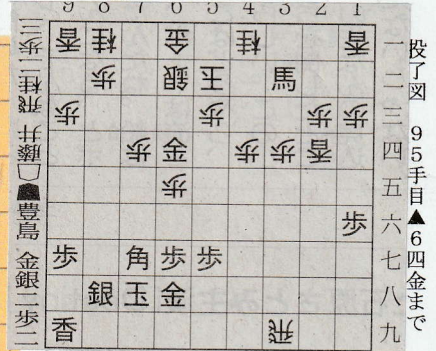 9 8 7 6 5 4 3 2 1
香 桂 金 桂 香 一
歩 銀 王 馬 二
歩 歩 歩 歩 三
歩 金 歩 歩 香 四
歩 五
歩 六
歩 角 歩 歩 七
銀 玉 金 八
香 飛 九
投了図 95手目▲6四金まで
藤井 飛桂二歩三
豊島 金銀二歩二